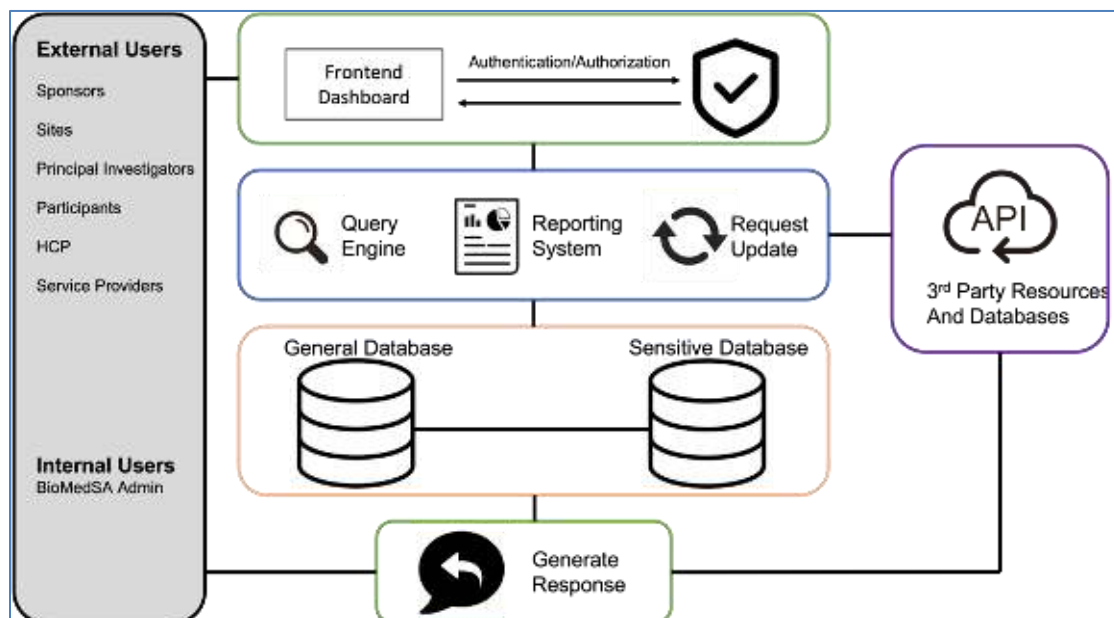 External Users
Sponsors
Sites
Principal Investigators
Participants
HCP
Service Providers
Internal Users
BioMedSA Admin
Frontend
Dashboard
Authentication/Authorization
Query
Engine
Reporting
System
Request
Update
API
3rd Party Resources
And Databases
General Database
Sensitive Database
Generate
Response